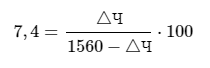 7,4 = △Ч / (1560 − △Ч) · 100